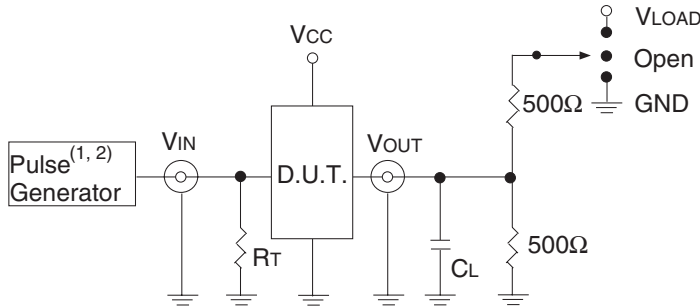 VLOAD
VCC
Open
500Ω
GND
VIN
VOUT
Pulse(1, 2)
Generator
D.U.T.
RT
CL
500Ω